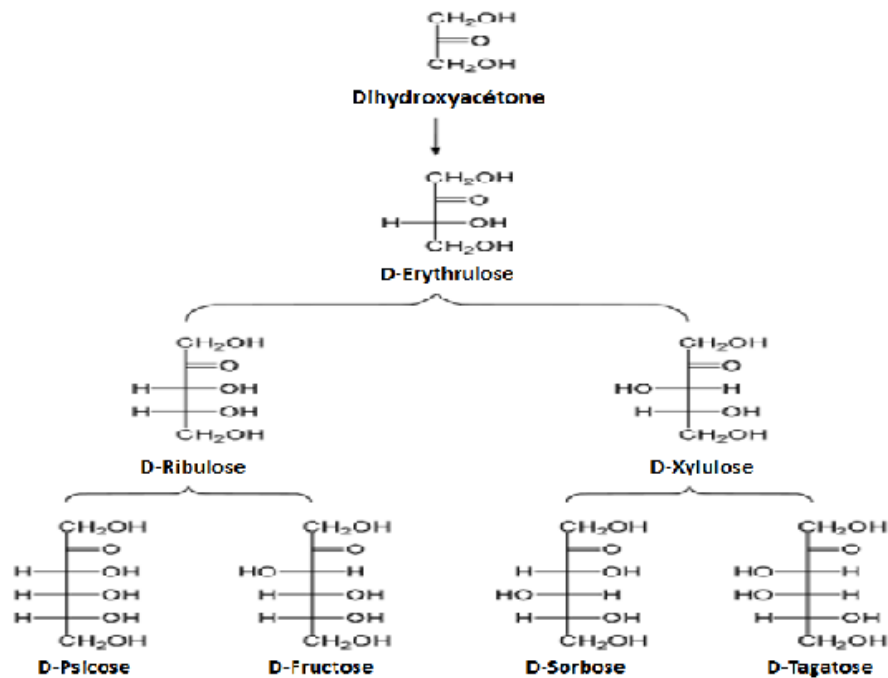 CH₂OH
O
CH₂OH
Dihydroxyacétone
CH₂OH
O
H OH
CH₂OH
D-Erythrulose
CH₂OH CH₂OH
O O
H OH HO H
H OH H OH
CH₂OH CH₂OH
D-Ribulose D-Xylulose
CH₂OH CH₂OH CH₂OH CH₂OH
O O O O
H OH HO H H OH HO H
H OH H OH HO H HO H
H OH H OH H OH H OH
CH₂OH CH₂OH CH₂OH CH₂OH
D-Psicose D-Fructose D-Sorbose D-Tagatose